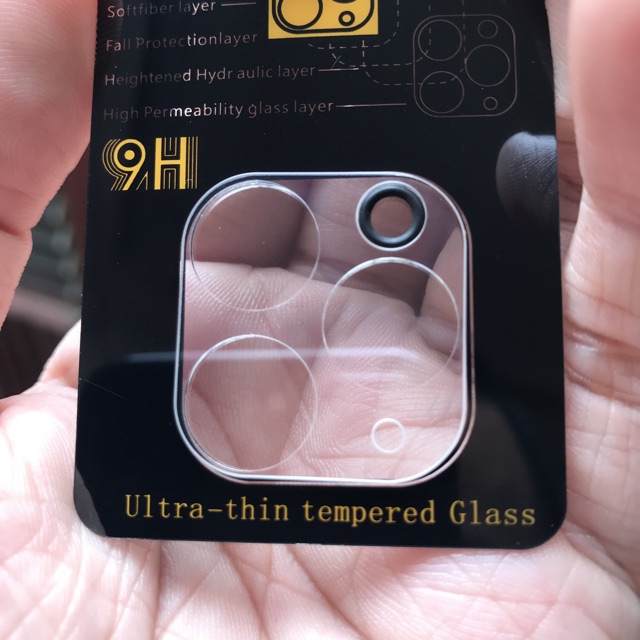 Softfiber layer
Fall Protectionlayer
Heightened Hydr aulic layer
High Permeability glass layer
9H
Ultra-thin tempered Glass